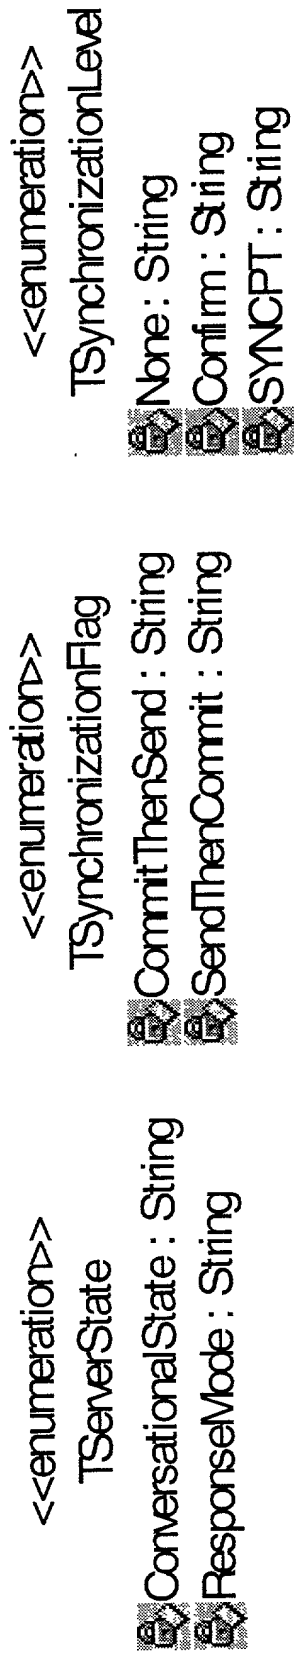 <<enumeration>>
TServerState
ConversationalState : String
ResponseMode : String
<<enumeration>>
TSynchronizationFlag
CommitThenSend : String
SendThenCommit : String
<<enumeration>>
TSynchronizationLevel
None : String
Confirm : String
SYNCPT : String